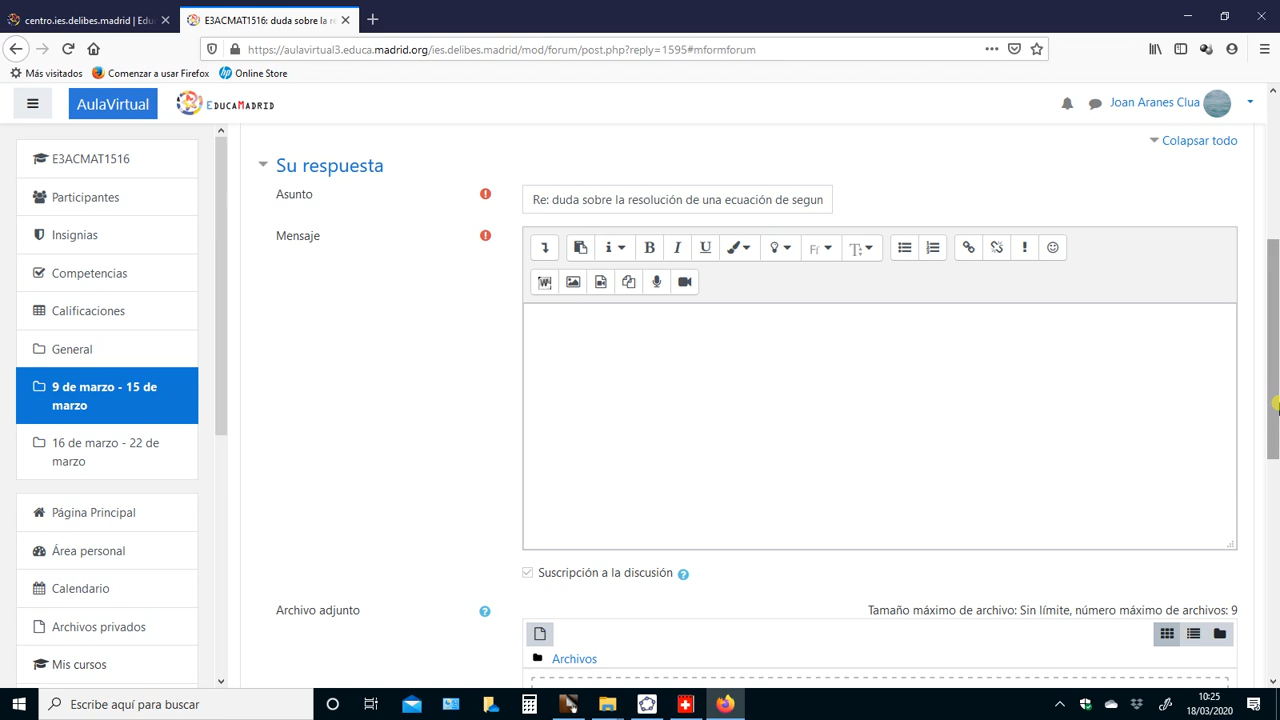 centro.ies.delibes.madrid | Edu
E3ACMAT1516: duda sobre la r
https://aulavirtual3.educa.madrid.org/ies.delibes.madrid/mod/forum/post.php?reply=1595#mformforum
Más visitados
Comenzar a usar Firefox
Online Store
AulaVirtual
EDUCAMADRID
Joan Aranes Clua
E3ACMAT1516
Participantes
Insignias
Competencias
Calificaciones
General
9 de marzo - 15 de
marzo
16 de marzo - 22 de
marzo
Página Principal
Área personal
Calendario
Archivos privados
Mis cursos
Colapsar todo
Su respuesta
Asunto
Re: duda sobre la resolución de una ecuación de segun
Mensaje
Suscripción a la discusión
Archivo adjunto
Tamaño máximo de archivo: Sin límite, número máximo de archivos: 9
Archivos
Escribe aquí para buscar
10:25
18/03/2020